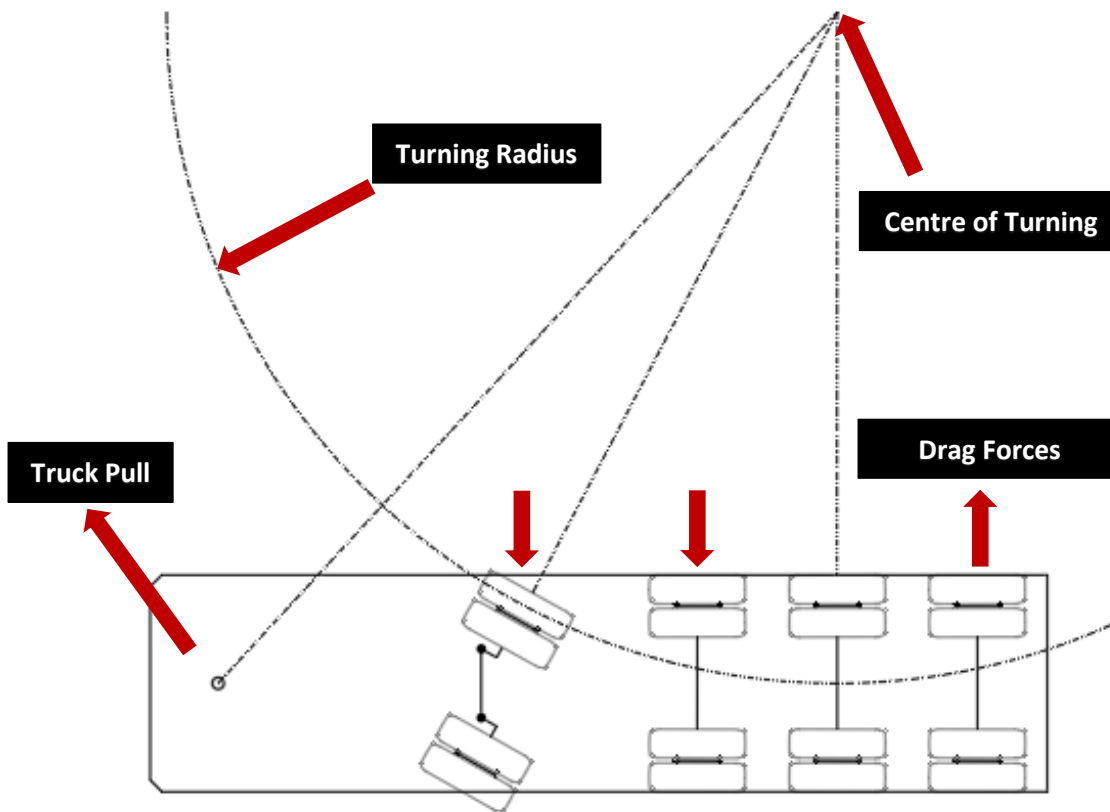 Turning Radius
Centre of Turning
Drag Forces
Truck Pull